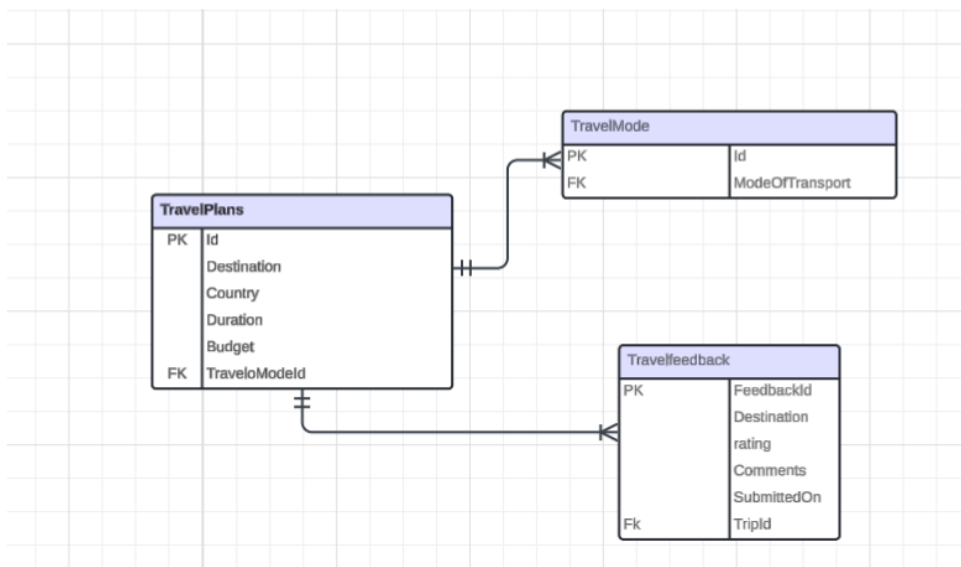 TravelMode
PK Id
FK ModeOfTransport
TravelPlans
PK Id
Destination
Country
Duration
Budget
FK TraveloModeId
Travelfeedback
PK FeedbackId
Destination
rating
Comments
SubmittedOn
Fk TripId